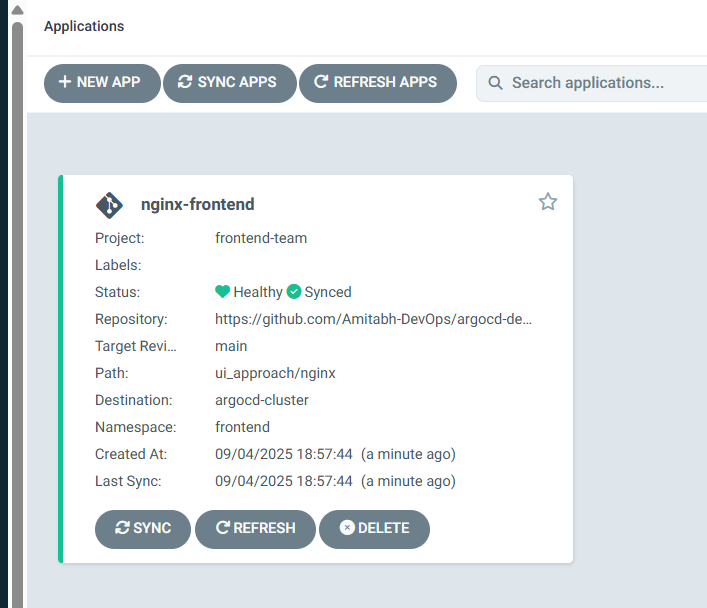 Applications
NEW APP SYNC APPS REFRESH APPS Search applications...
nginx-frontend
Project: frontend-team
Labels:
Status: Healthy Synced
Repository: https://github.com/Amitabh-DevOps/argocd-de...
Target Revi... main
Path: ui_approach/nginx
Destination: argocd-cluster
Namespace: frontend
Created At: 09/04/2025 18:57:44 (a minute ago)
Last Sync: 09/04/2025 18:57:44 (a minute ago)
SYNC REFRESH DELETE